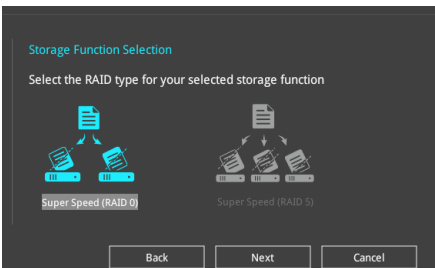 Storage Function Selection
Select the RAID type for your selected storage function
Super Speed (RAID 0)
Super Speed (RAID 5)
Back
Next
Cancel